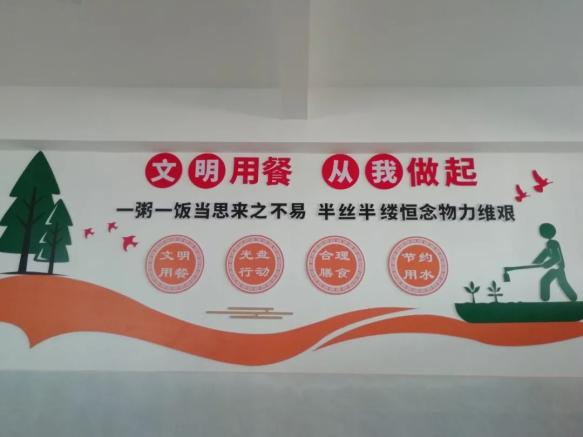 文明用餐 从我做起
一粥一饭当思来之不易 半丝半缕恒念物力维艰
文明用餐
光盘行动
合理膳食
节约用水